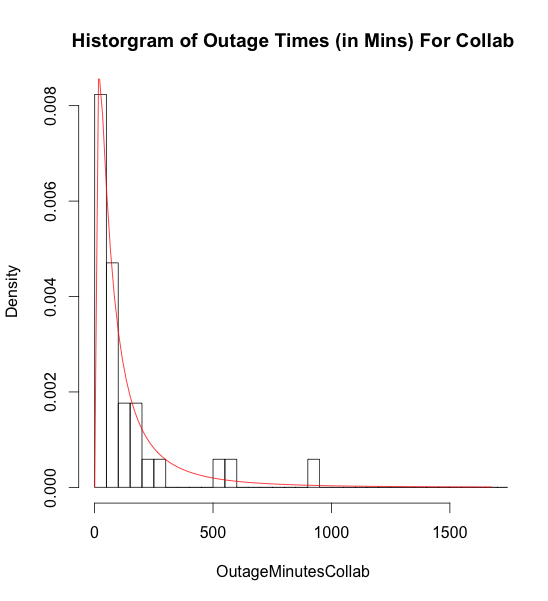 Historgram of Outage Times (in Mins) For Collab
Density
0.008
0.006
0.004
0.002
0.000
0 500 1000 1500
OutageMinutesCollab